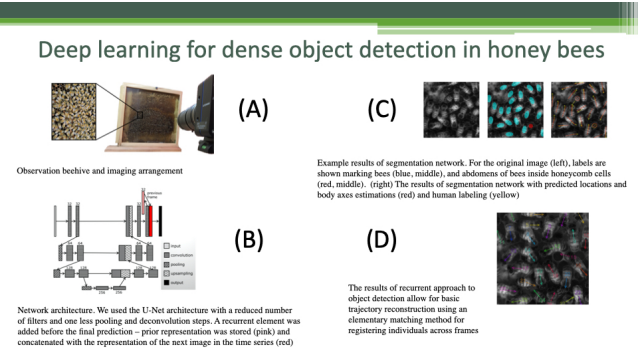 Deep learning for dense object detection in honey bees
(A)
Observation beehive and imaging arrangement
(C)
Example results of segmentation network. For the original image (left), labels are
shown marking bees (blue, middle), and abdomens of bees inside honeycomb cells
(red, middle). (right) The results of segmentation network with predicted locations and
body axes estimations (red) and human labeling (yellow)
(B)
previous
input
convolution
pooling
upsampling
output
Network architecture. We used the U-Net architecture with a reduced number
of filters and one less pooling and deconvolution steps. A recurrent element was
added before the final prediction – prior representation was stored (pink) and
concatenated with the representation of the next image in the time series (red)
(D)
The results of recurrent approach to
object detection allow for basic
trajectory reconstruction using an
elementary matching method for
registering individuals across frames